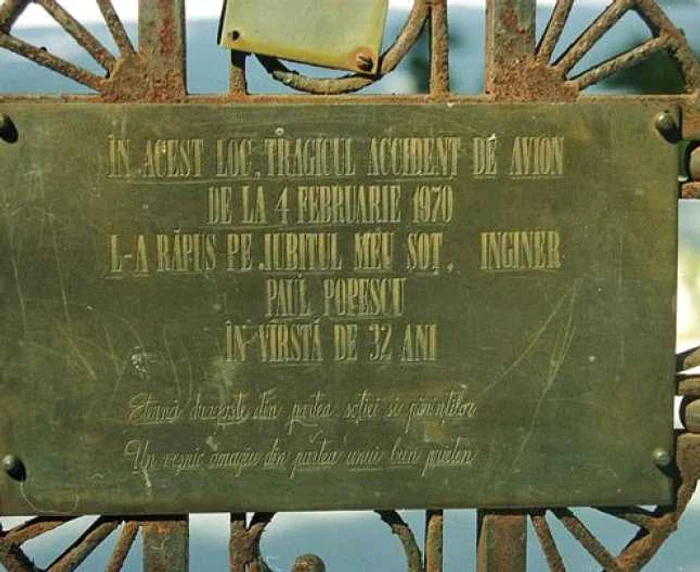 ÎN ACEST LOC, TRAGICUL ACCIDENT DE AVION
DE LA 4 FEBRUARIE 1970
L-A RĂPUS PE IUBITUL MEU SOȚ, INGINER
PAUL POPESCU
ÎN VÎRSTĂ DE 32 ANI
Eternă dragoste din partea soției si părinților
Un veșnic omagiu din partea unui bun prieten